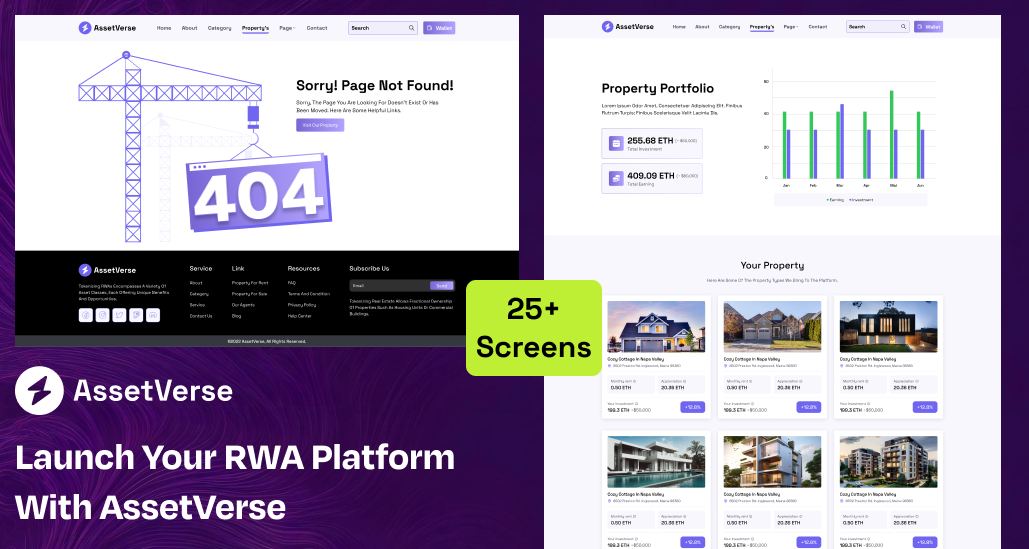 AssetVerse
Home About Category Property's Page Contact
Search
Wallet
Sorry! Page Not Found!
Sorry, The Page You Are Looking For Doesn't Exist Or Has
Been Moved. Here Are Some Helpful Links.
Visit Our Property
404
AssetVerse
Tokenising RWAs Encompasses A Variety Of
Asset Classes, Each Offering Unique Benefits
And Opportunities.
Service
About
Category
Service
Contact Us
Link
Property For Rent
Property For Sale
Our Agents
Blog
Resources
FAQ
Terms And Condition
Privacy Policy
Help Center
Subscribe Us
Email
Send
Tokenizing Real Estate Allows Fractional Ownership
Of Properties Such As Housing Units Or Commercial
Buildings.
©2023 AssetVerse, All Rights Reserved.
25+
Screens
AssetVerse
Launch Your RWA Platform
With AssetVerse
AssetVerse
Home About Category Property's Page Contact
Search
Wallet
Property Portfolio
Lorem Ipsum Odor Amet, Consectetuer Adipiscing Elit. Finibus
Rutrum Turpis; Finibus Scelerisque Velit Lacinia Dis.
255.68 ETH (~$50,000)
Total Investment
409.09 ETH (~$50,000)
Total Earning
20
0
Jan Feb Mar Apr Mai Jun
Earning Investment
Your Property
Here Are Some Of The Property Types We Bring To The Platform.
Cozy Cottage In Napa Valley
6502 Preston Rd. Inglewood, Maine 98380
Monthly rent Appreciation
0.50 ETH 20.36 ETH
Your Investment
199.3 ETH ~$50,000
+12.0%
Cozy Cottage In Napa Valley
6502 Preston Rd. Inglewood, Maine 98380
Monthly rent Appreciation
0.50 ETH 20.36 ETH
Your Investment
199.3 ETH ~$50,000
+12.0%
Cozy Cottage In Napa Valley
6502 Preston Rd. Inglewood, Maine 98380
Monthly rent Appreciation
0.50 ETH 20.36 ETH
Your Investment
199.3 ETH ~$50,000
+12.0%
Cozy Cottage In Napa Valley
6502 Preston Rd. Inglewood, Maine 98380
Monthly rent Appreciation
0.50 ETH 20.36 ETH
Your Investment
199.3 ETH ~$50,000
+12.0%
Cozy Cottage In Napa Valley
6502 Preston Rd. Inglewood, Maine 98380
Monthly rent Appreciation
0.50 ETH 20.36 ETH
Your Investment
199.3 ETH ~$50,000
+12.0%
Cozy Cottage In Napa Valley
6502 Preston Rd. Inglewood, Maine 98380
Monthly rent Appreciation
0.50 ETH 20.36 ETH
Your Investment
199.3 ETH ~$50,000
+12.0%